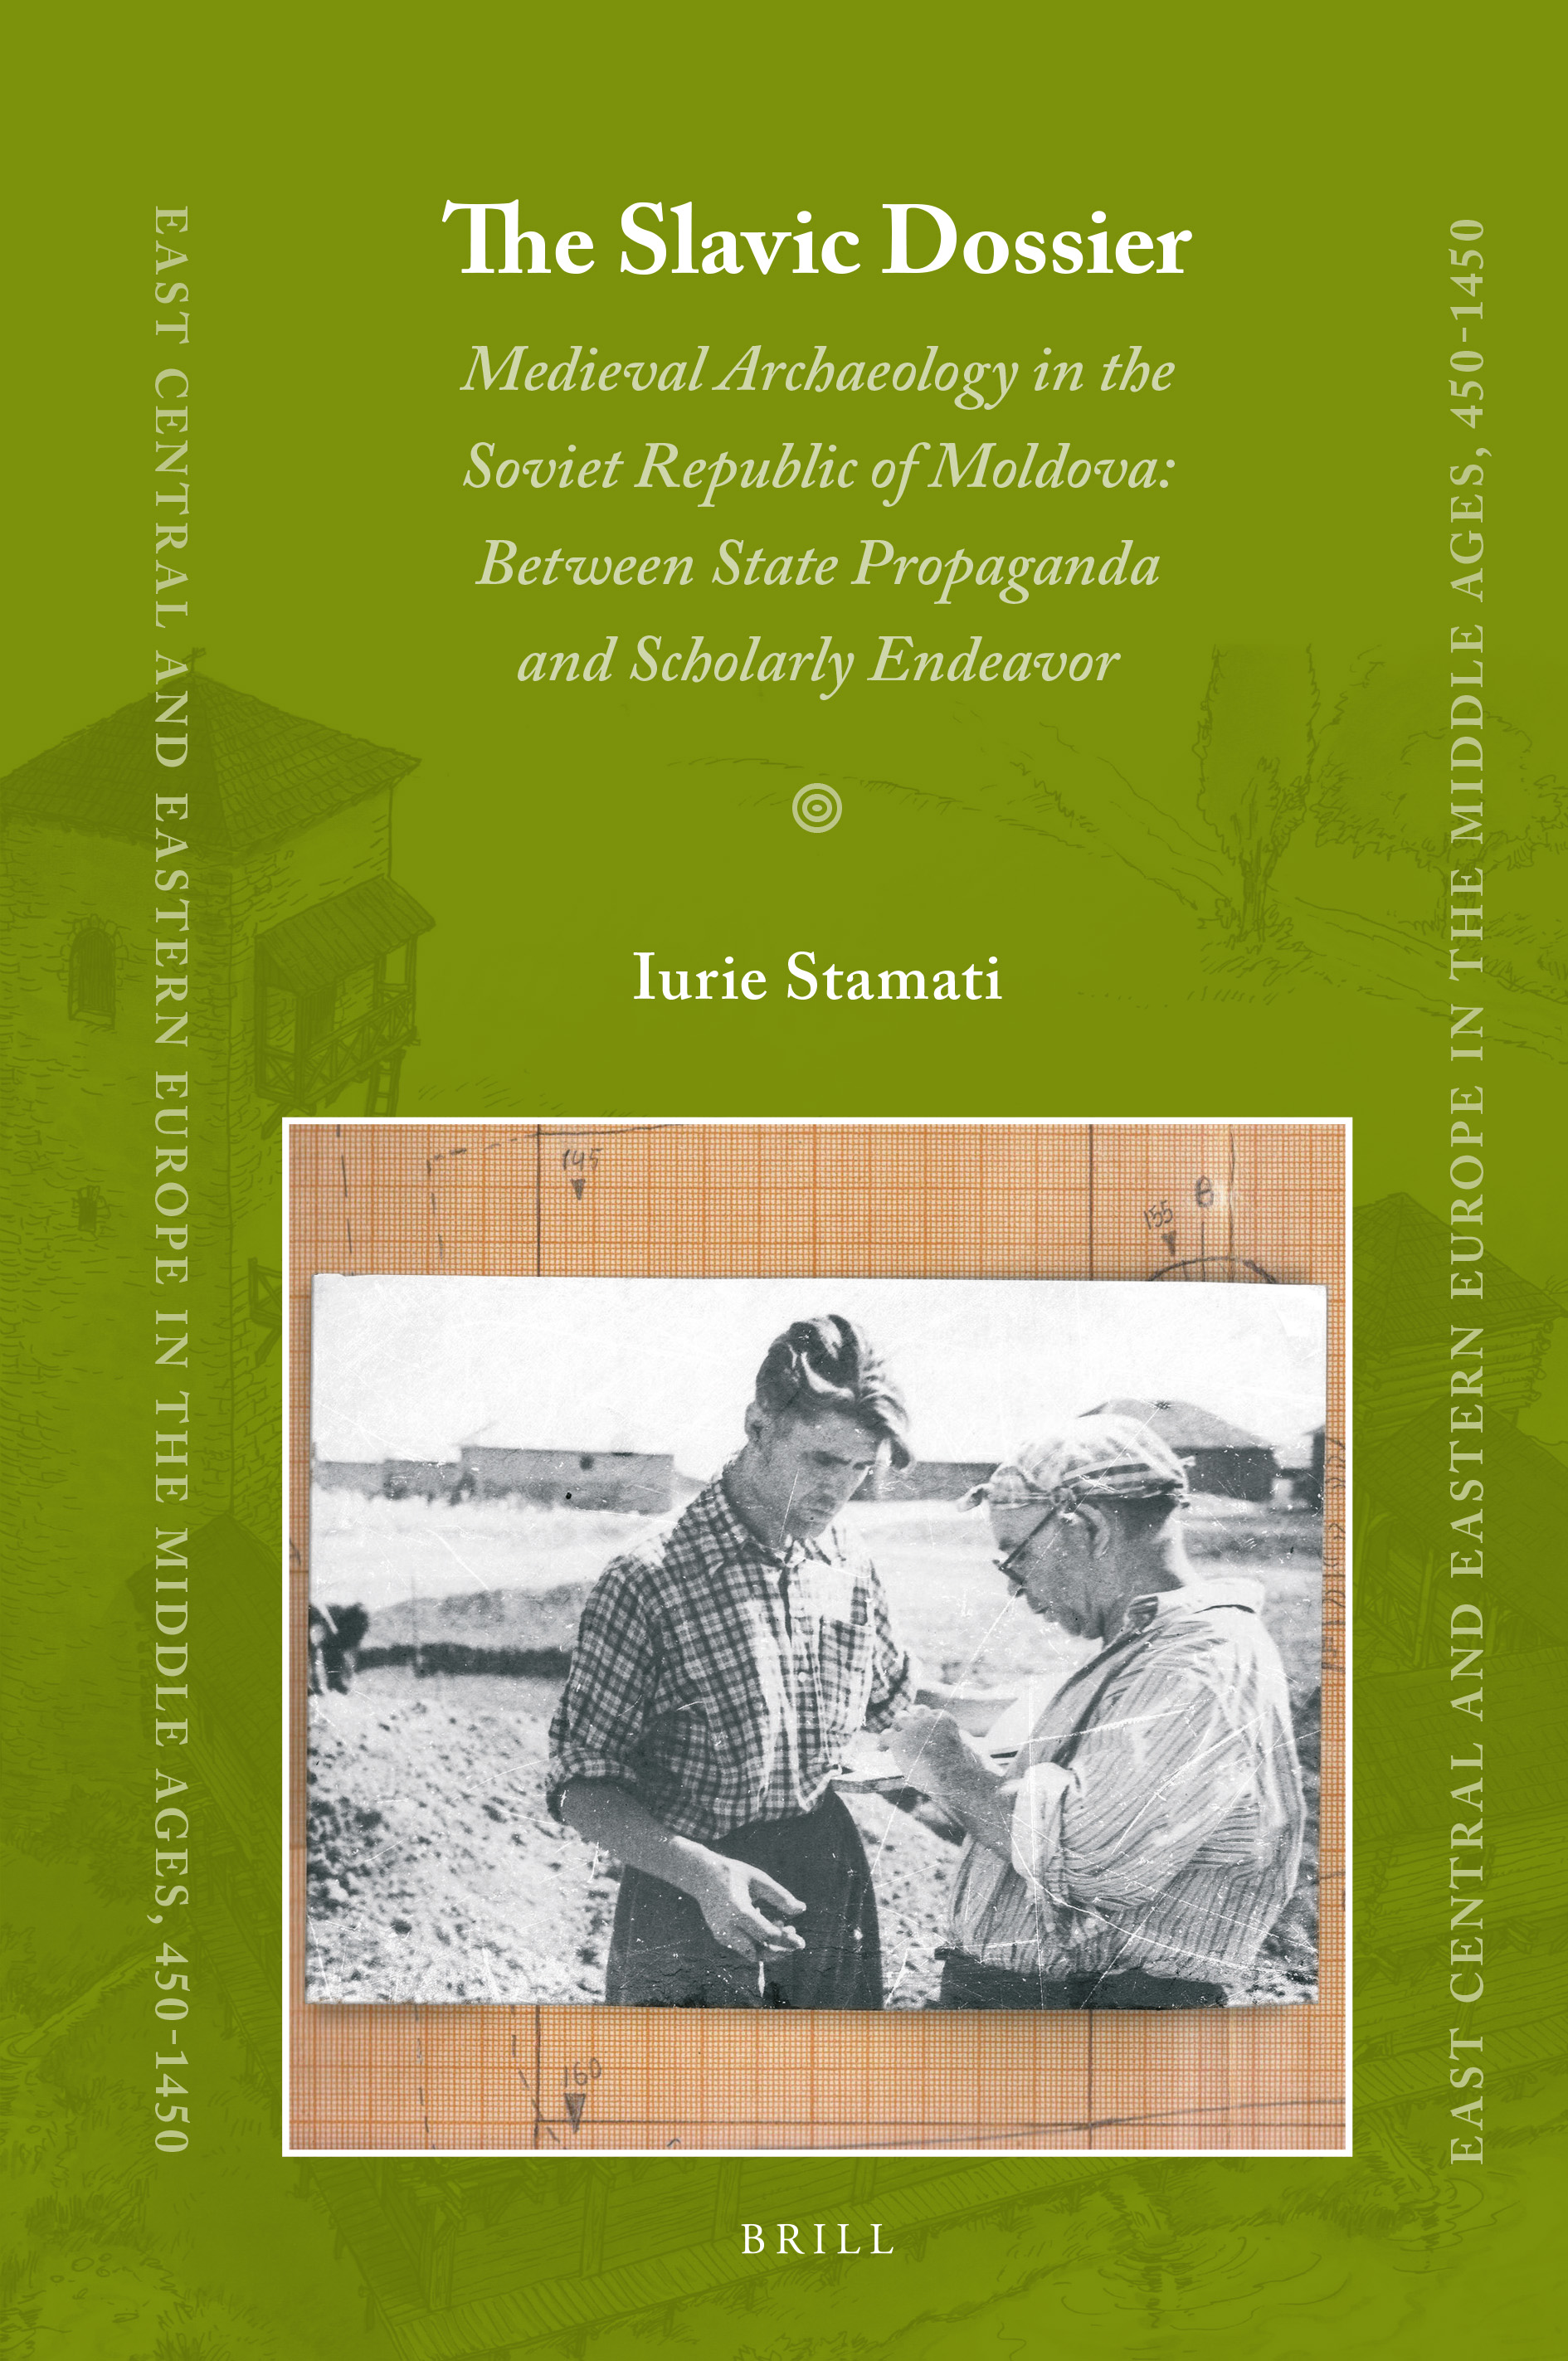 The Slavic Dossier
Medieval Archaeology in the
Soviet Republic of Moldova:
Between State Propaganda
and Scholarly Endeavor
Iurie Stamati
EAST CENTRAL AND EASTERN EUROPE IN THE MIDDLE AGES, 450-1450
EAST CENTRAL AND EASTERN EUROPE IN THE MIDDLE AGES, 450-1450
145
155
B
160
BRILL